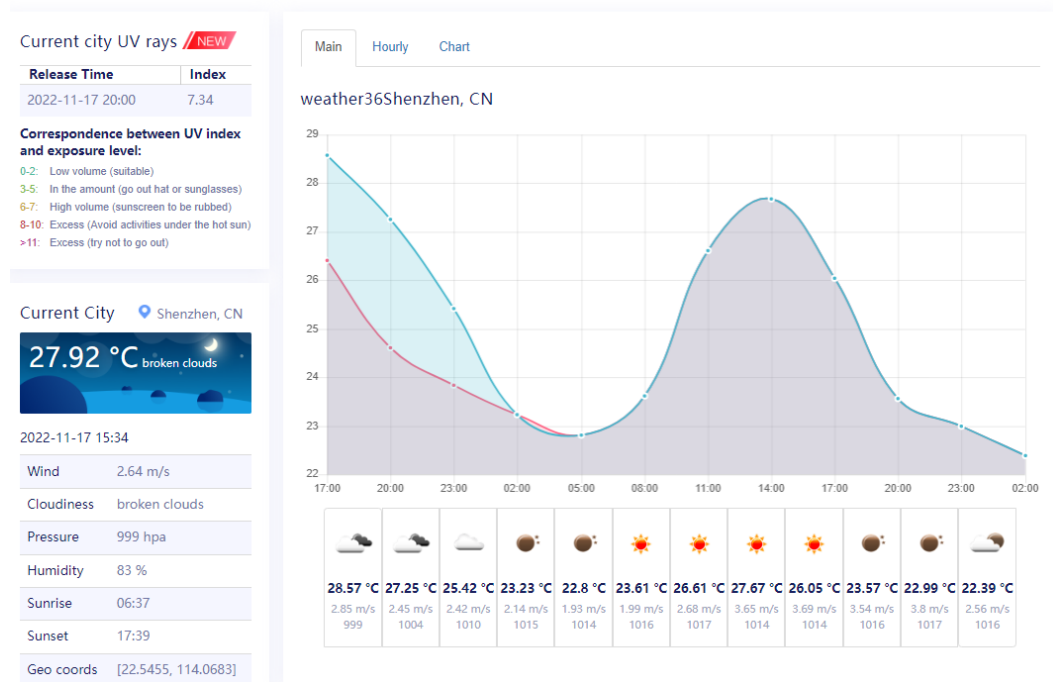 Current city UV rays NEW
Release Time Index
2022-11-17 20:00 7.34
Correspondence between UV index
and exposure level:
0-2: Low volume (suitable)
3-5: In the amount (go out hat or sunglasses)
6-7: High volume (sunscreen to be rubbed)
8-10: Excess (Avoid activities under the hot sun)
>11: Excess (try not to go out)
Current City Shenzhen, CN
27.92 °C broken clouds
2022-11-17 15:34
Wind 2.64 m/s
Cloudiness broken clouds
Pressure 999 hpa
Humidity 83 %
Sunrise 06:37
Sunset 17:39
Geo coords [22.5455, 114.0683]
Main Hourly Chart
weather36Shenzhen, CN
29
28
27
26
25
24
23
22
17:00 20:00 23:00 02:00 05:00 08:00 11:00 14:00 17:00 20:00 23:00 02:00
28.57 °C 27.25 °C 25.42 °C 23.23 °C 22.8 °C 23.61 °C 26.61 °C 27.67 °C 26.05 °C 23.57 °C 22.99 °C 22.39 °C
2.85 m/s 2.45 m/s 2.42 m/s 2.14 m/s 1.93 m/s 1.99 m/s 2.68 m/s 3.65 m/s 3.69 m/s 3.54 m/s 3.8 m/s 2.56 m/s
999 1004 1010 1015 1014 1016 1017 1014 1014 1016 1017 1016